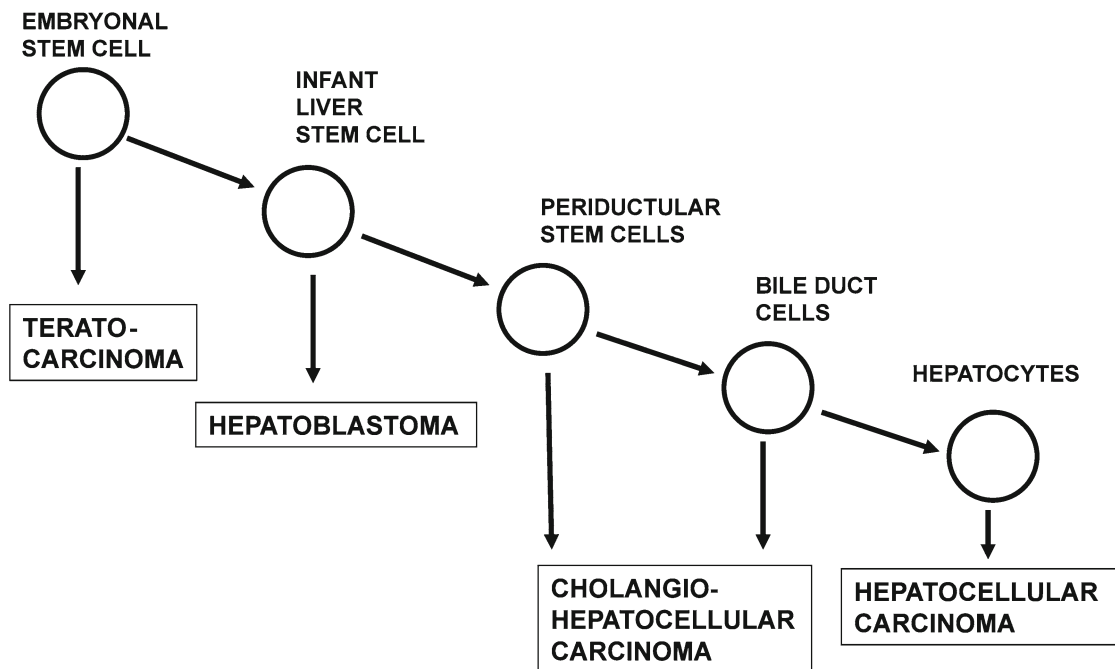 EMBRYONAL
STEM CELL
INFANT
LIVER
STEM CELL
PERIDUCTULAR
STEM CELLS
BILE DUCT
CELLS
HEPATOCYTES
TERATO-
CARCINOMA
HEPATOBLASTOMA
CHOLANGIO-
HEPATOCELLULAR
CARCINOMA
HEPATOCELLULAR
CARCINOMA